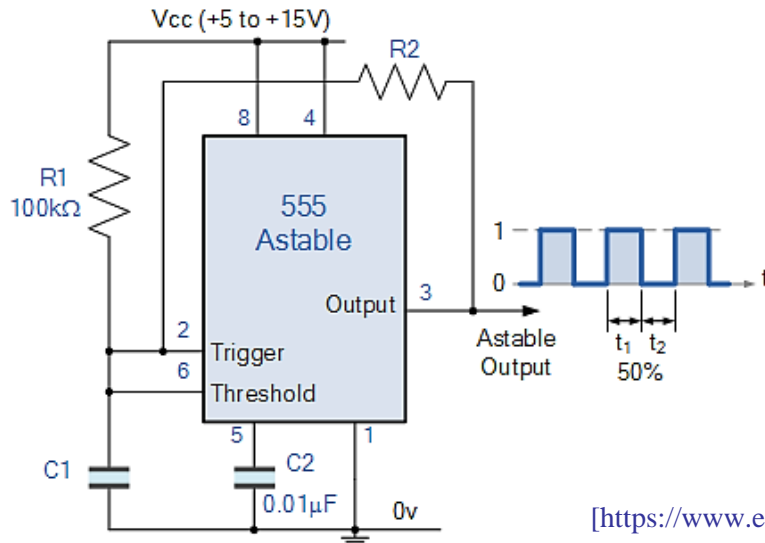 Vcc (+5 to +15V)
R2
8
4
R1
100kΩ
555
Astable
1
0
t
Output
3
2
Trigger
6
Threshold
Astable
Output
t₁
t₂
50%
5
1
C1
C2
0.01µF
0v
[https://www.e